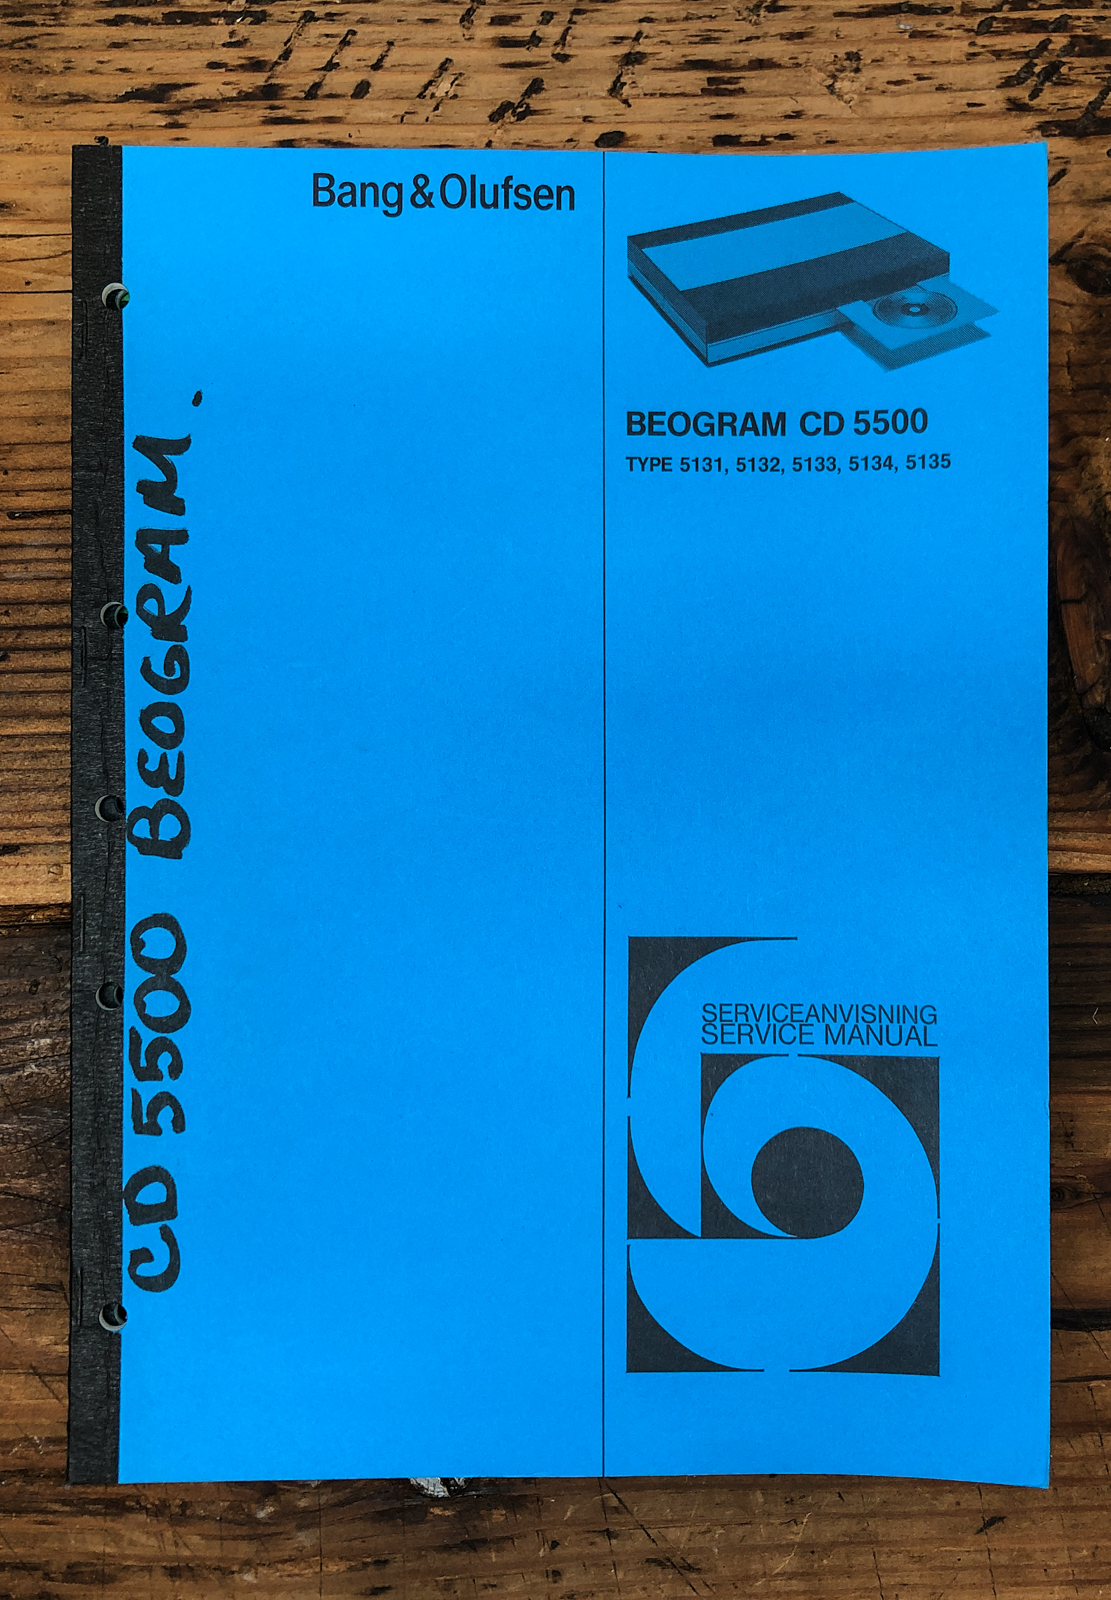 Bang & Olufsen
BEOGRAM CD 5500
TYPE 5131, 5132, 5133, 5134, 5135
SERVICEANVISNING
SERVICE MANUAL
CD 5500 BEOGRAM.